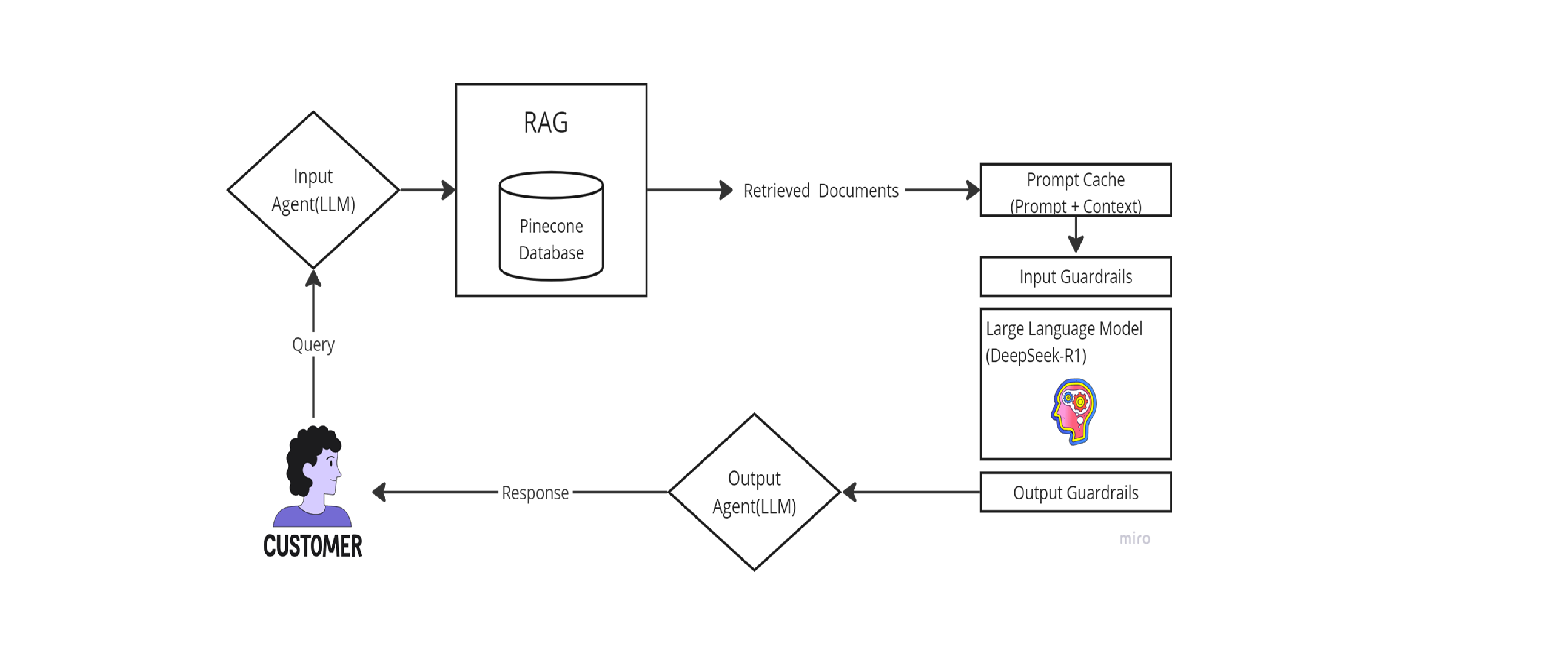 RAG
Input
Agent(LLM)
Pinecone
Database
Retrieved Documents
Prompt Cache
(Prompt + Context)
Input Guardrails
Large Language Model
(DeepSeek-R1)
Query
Output
Agent(LLM)
Response
Output Guardrails
CUSTOMER
miro